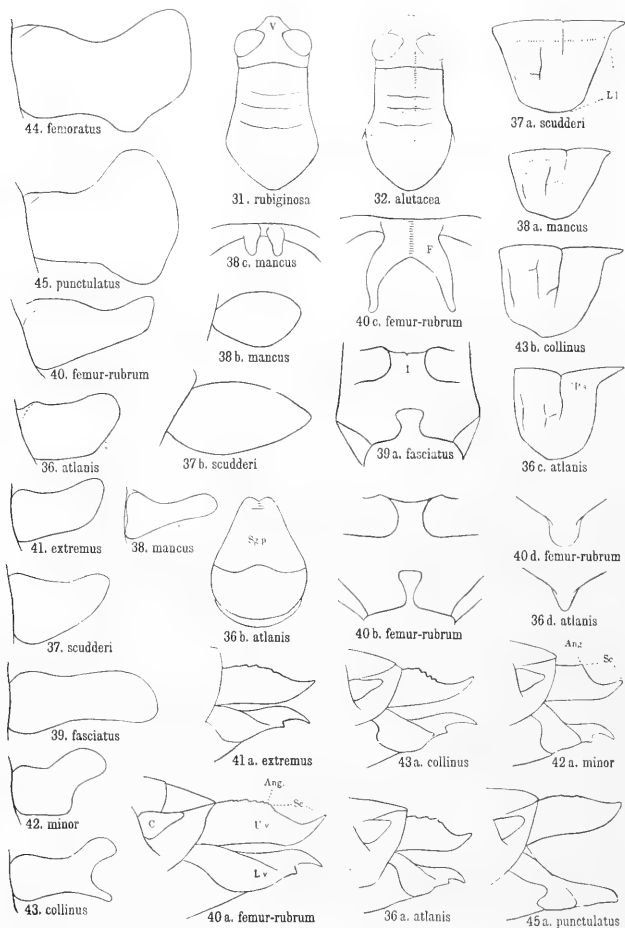 V
L l
44. femoratus
31. rubiginosa
32. alutacea
37 a. scudderi
38 a. mancus
38 c. mancus
F
45. punctulatus
40 c. femur-rubrum
43 b. collinus
38 b. mancus
40. femur-rubrum
I
39 a. fasciatus
36. atlanis
37 b. scudderi
36 c. atlanis
41. extremus
38. mancus
Sg p
40 d. femur-rubrum
37. scudderi
36 b. atlanis
40 b. femur-rubrum
36 d. atlanis
Ang
Sc
39. fasciatus
41 a. extremus
43 a. collinus
42 a. minor
42. minor
Ang.
Sc
C
U v
L v
43. collinus
40 a. femur-rubrum
36 a. atlanis
45 a. punctulatus